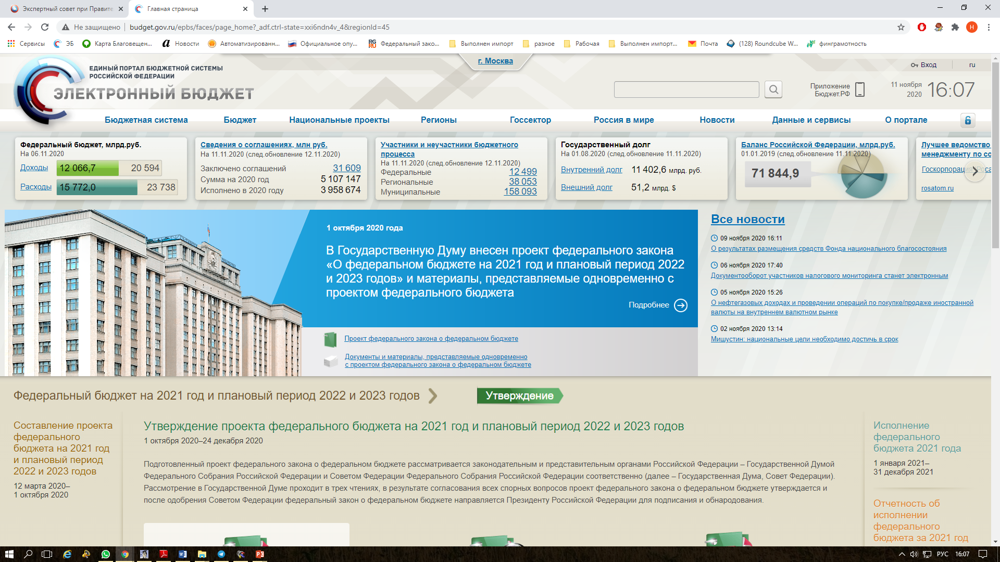 Экспертный совет при Правите
Главная страница
Не защищено
budget.gov.ru/epbs/faces/page_home?_adf.ctrl-state=xxi6ndn4v_4&regionId=45
Н
Сервисы
ЭБ
Карта Благовещен...
Новости
Автоматизированн...
Официальное опу...
Федеральный зако...
Выполнен импорт
разное
Рабочая
Выполнен импорт...
Почта
(128) Roundcube W...
финграмотность
г. Москва
ЕДИНЫЙ ПОРТАЛ БЮДЖЕТНОЙ СИСТЕМЫ
РОССИЙСКОЙ ФЕДЕРАЦИИ
ЭЛЕКТРОННЫЙ БЮДЖЕТ
Вход
ru
Приложение
Бюджет.РФ
11 ноября
2020
16:07
Бюджетная система
Бюджет
Национальные проекты
Регионы
Госсектор
Россия в мире
Новости
Данные и сервисы
О портале
Федеральный бюджет, млрд.руб.
На 06.11.2020
Доходы 12 066,7 20 594
Расходы 15 772,0 23 738
Сведения о соглашениях, млн руб.
На 11.11.2020 (след.обновление 12.11.2020)
Заключено соглашений 31 609
Сумма на 2020 год 5 107 147
Исполнено в 2020 году 3 958 674
Участники и неучастники бюджетного
процесса
На 11.11.2020 (след.обновление 12.11.2020)
Федеральные 12 499
Региональные 38 053
Муниципальные 158 093
Государственный долг
На 01.08.2020 (след.обновление 11.11.2020)
Внутренний долг 11 402,6 млрд. руб.
Внешний долг 51,2 млрд. $
Баланс Российской Федерации, млрд.руб.
01.01.2019 (след.обновление 11.11.2020)
71 844,9
Лучшее ведомство
менеджменту по со
Госкорпорация
rosatom.ru
1 октября 2020 года
В Государственную Думу внесен проект федерального закона
«О федеральном бюджете на 2021 год и плановый период 2022
и 2023 годов» и материалы, представляемые одновременно с
проектом федерального бюджета
Подробнее
Проект федерального закона о федеральном бюджете
Документы и материалы, представляемые одновременно
с проектом федерального закона о федеральном бюджете
Все новости
09 ноября 2020 16:11
О результатах размещения средств Фонда национального благосостояния
06 ноября 2020 17:40
Документооборот участников налогового мониторинга станет электронным
05 ноября 2020 15:26
О нефтегазовых доходах и проведении операций по покупке/продаже иностранной
валюты на внутреннем валютном рынке
02 ноября 2020 13:14
Мишустин: национальные цели необходимо достичь в срок
Федеральный бюджет на 2021 год и плановый период 2022 и 2023 годов
Утверждение
Составление проекта
федерального
бюджета на 2021 год
и плановый период
2022 и 2023 годов
12 марта 2020–
1 октября 2020
Утверждение проекта федерального бюджета на 2021 год и плановый период 2022 и 2023 годов
1 октября 2020–24 декабря 2020
Подготовленный проект федерального закона о федеральном бюджете рассматривается законодательным и представительным органами Российской Федерации – Государственной Думой
Федерального Собрания Российской Федерации и Советом Федерации Федерального Собрания Российской Федерации соответственно (далее – Государственная Дума, Совет Федерации).
Рассмотрение в Государственной Думе проходит в трех чтениях, в результате согласования всех спорных вопросов проект федерального закона о федеральном бюджете утверждается и
после одобрения Советом Федерации федеральный закон о федеральном бюджете направляется Президенту Российской Федерации для подписания и обнародования.
Исполнение
федерального
бюджета 2021 года
1 января 2021–
31 декабря 2021
Отчетность об
исполнении
федерального
бюджета за 2021 год
РУС
16:07